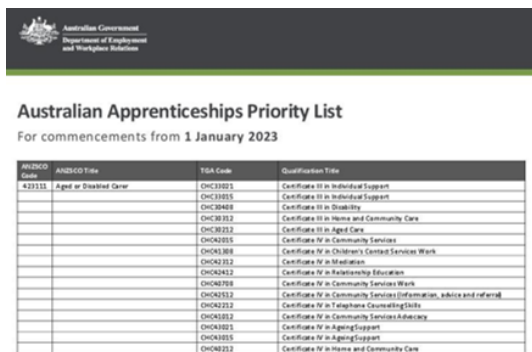 Australian Government
Department of Employment
and Workplace Relations
Australian Apprenticeships Priority List
For commencements from 1 January 2023
ANZSCO Code ANZSCO Title TGA Code Qualification Title
423111 Aged or Disabled Carer CHC33021 Certificate III in Individual Support
CHC33015 Certificate III in Individual Support
CHC30408 Certificate III in Disability
CHC30312 Certificate III in Home and Community Care
CHC30212 Certificate III in Aged Care
CHC42015 Certificate IV in Community Services
CHC41308 Certificate IV in Children's Contact Services Work
CHC42312 Certificate IV in Mediation
CHC42412 Certificate IV in Relationship Education
CHC40708 Certificate IV in Community Services Work
CHC42512 Certificate IV in Community Services (Information, advice and referral)
CHC42212 Certificate IV in Telephone Counselling Skills
CHC41012 Certificate IV in Community Services Advocacy
CHC43021 Certificate IV in Ageing Support
CHC43015 Certificate IV in Ageing Support
CHC40212 Certificate IV in Home and Community Care